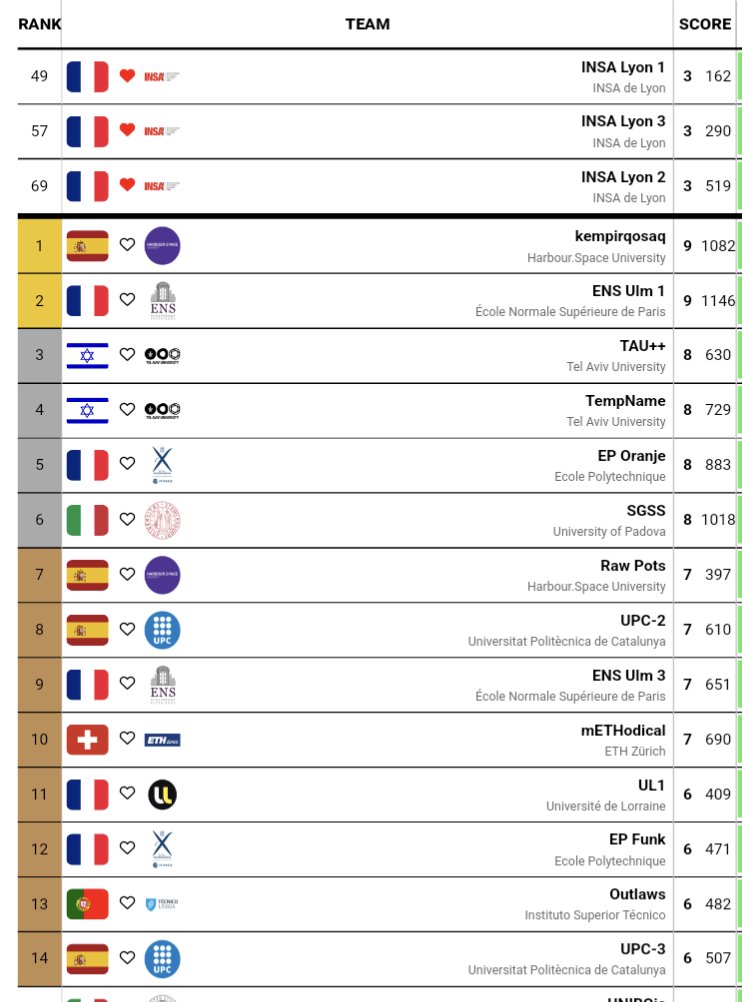 RANK TEAM SCORE
49 INSA INSA Lyon 1 3 162
INSA de Lyon
57 INSA INSA Lyon 3 3 290
INSA de Lyon
69 INSA INSA Lyon 2 3 519
INSA de Lyon
1 HARBOUR.SPACE kempirqosaq 9 1082
Harbour.Space University
2 ENS ENS Ulm 1 9 1146
École Normale Supérieure de Paris
3 TEL AVIV UNIVERSITY TAU++ 8 630
Tel Aviv University
4 TEL AVIV UNIVERSITY TempName 8 729
Tel Aviv University
5 EP Oranje 8 883
Ecole Polytechnique
6 SGSS 8 1018
University of Padova
7 HARBOUR.SPACE Raw Pots 7 397
Harbour.Space University
8 UPC UPC-2 7 610
Universitat Politècnica de Catalunya
9 ENS ENS Ulm 3 7 651
École Normale Supérieure de Paris
10 ETH zürich mETHodical 7 690
ETH Zürich
11 UL UL1 6 409
Université de Lorraine
12 EP Funk 6 471
Ecole Polytechnique
13 TÉCNICO LISBOA Outlaws 6 482
Instituto Superior Técnico
14 UPC UPC-3 6 507
Universitat Politècnica de Catalunya